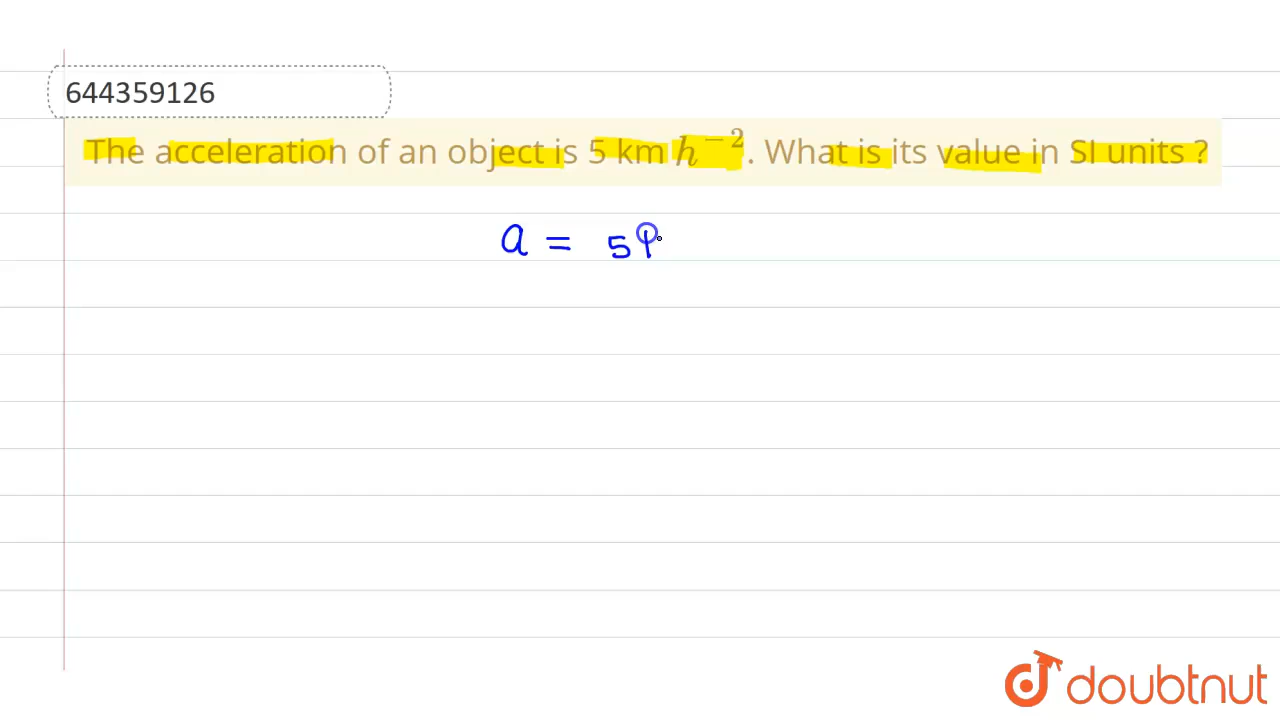 644359126
The acceleration of an object is 5 km h⁻². What is its value in SI units ?
a = 5
doubtnut